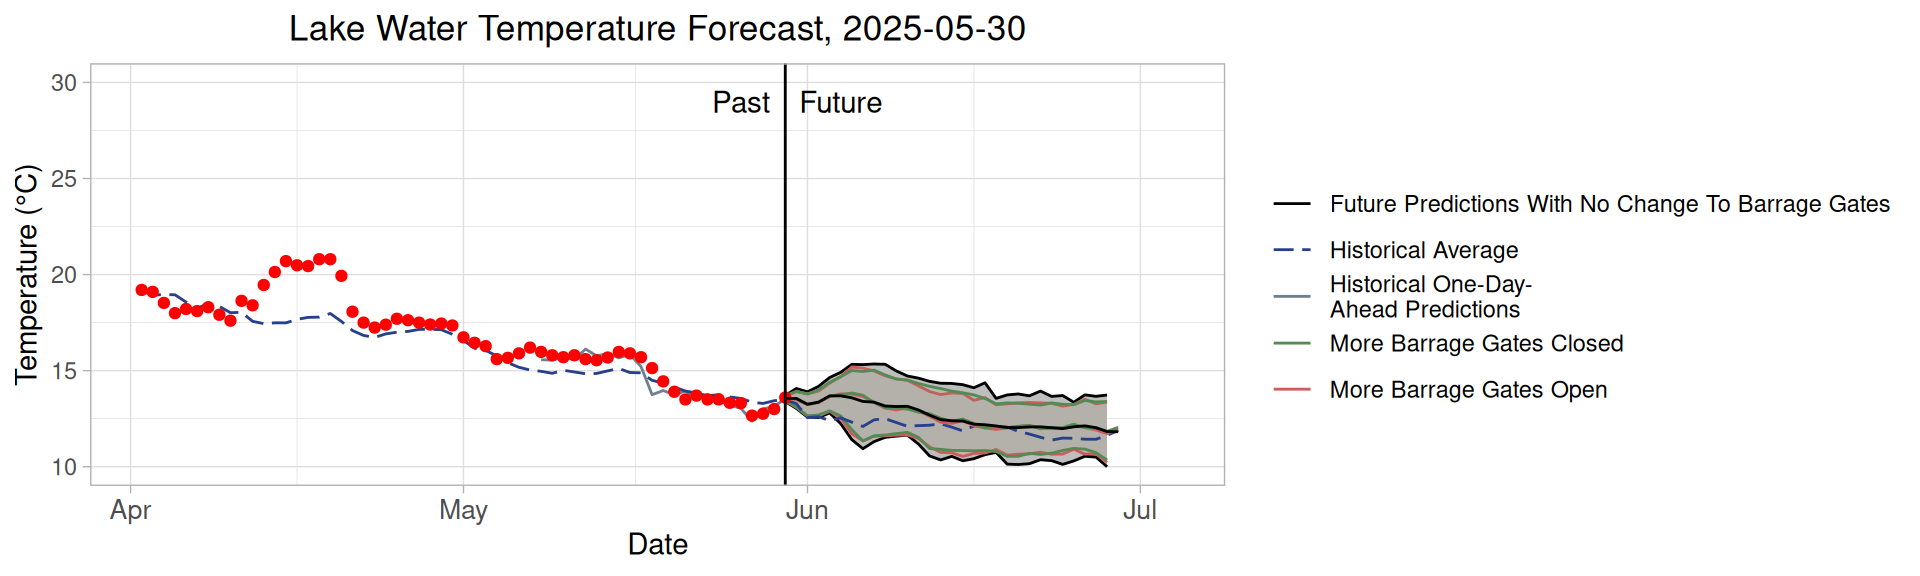 Lake Water Temperature Forecast, 2025-05-30
30
25
20
15
10
Temperature (°C)
Past
Future
Apr
May
Jun
Jul
Date
Future Predictions With No Change To Barrage Gates
Historical Average
Historical One-Day-
Ahead Predictions
More Barrage Gates Closed
More Barrage Gates Open